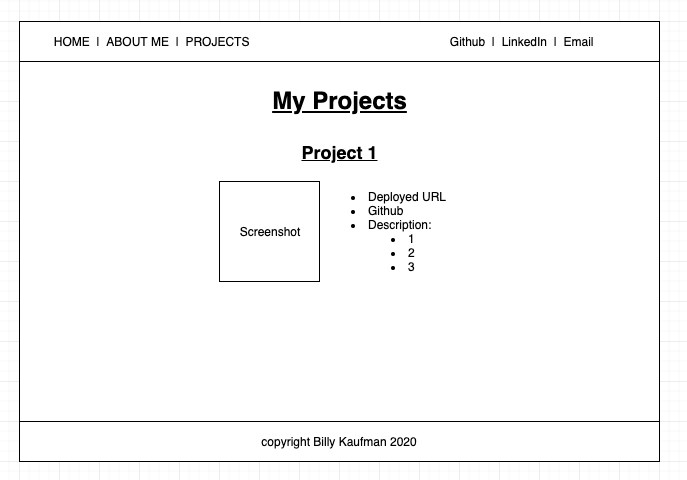 HOME | ABOUT ME | PROJECTS Github | LinkedIn | Email
My Projects
Project 1
Screenshot
• Deployed URL
• Github
• Description:
• 1
• 2
• 3
copyright Billy Kaufman 2020